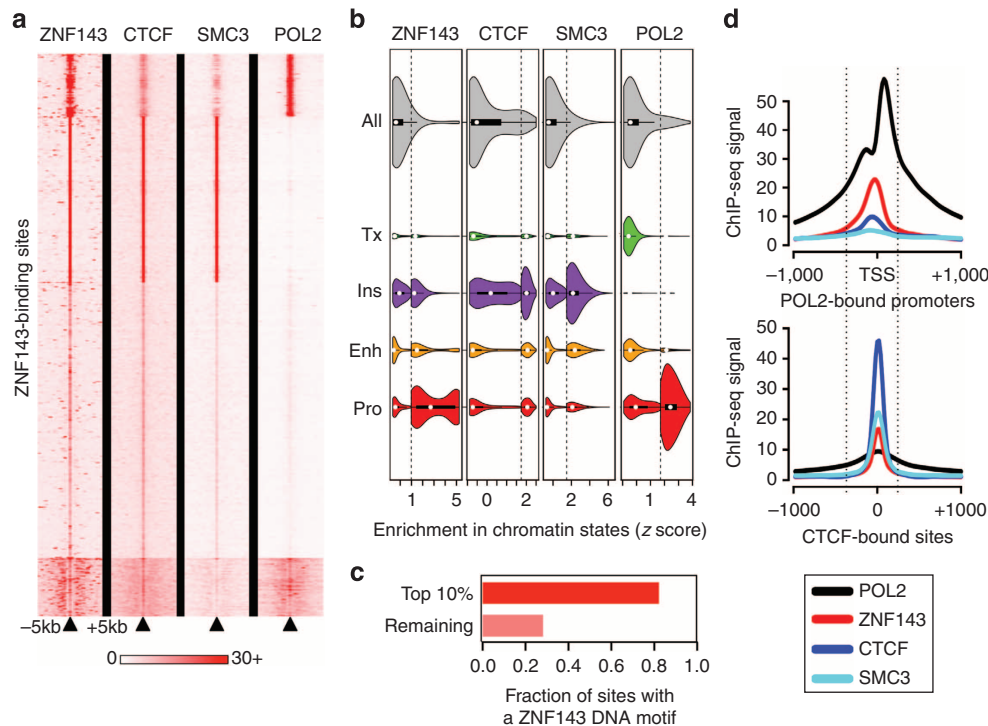 a
ZNF143 CTCF SMC3 POL2
ZNF143-binding sites
–5kb +5kb
0 30+
b
ZNF143 CTCF SMC3 POL2
All
Tx
Ins
Enh
Pro
1 5 0 2 2 6 1 4
Enrichment in chromatin states (z score)
c
Top 10%
Remaining
0.0 0.2 0.4 0.6 0.8 1.0
Fraction of sites with
a ZNF143 DNA motif
d
50
40
30
20
10
0
ChIP-seq signal
–1,000 TSS +1,000
POL2-bound promoters
50
40
30
20
10
0
ChIP-seq signal
–1000 0 +1000
CTCF-bound sites
POL2
ZNF143
CTCF
SMC3